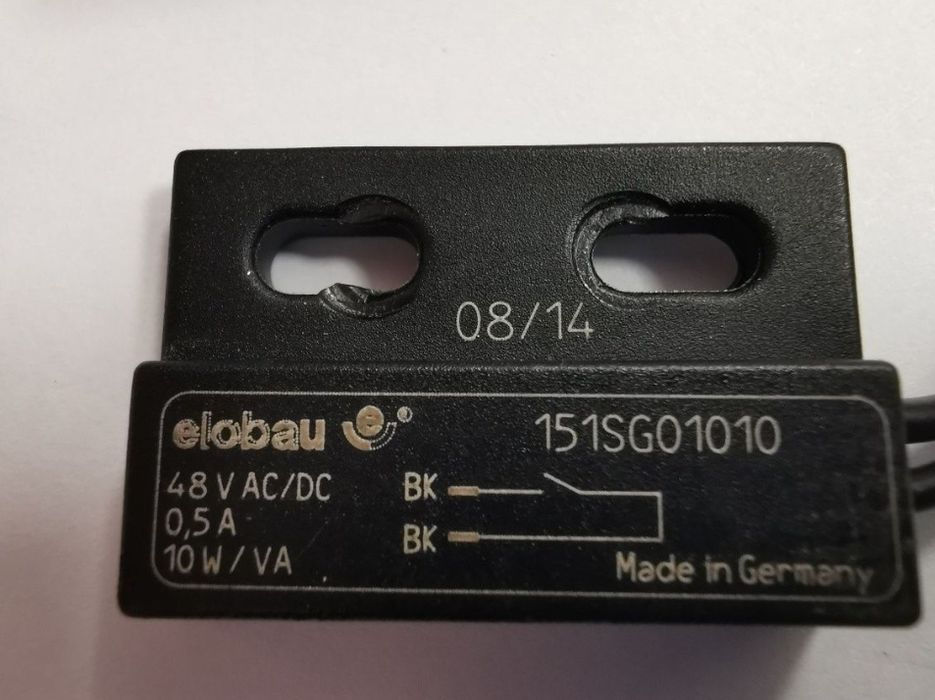 08/14
elobau e ®
151SG01010
48 V AC/DC
0,5 A
10 W / VA
BK
BK
Made in Germany